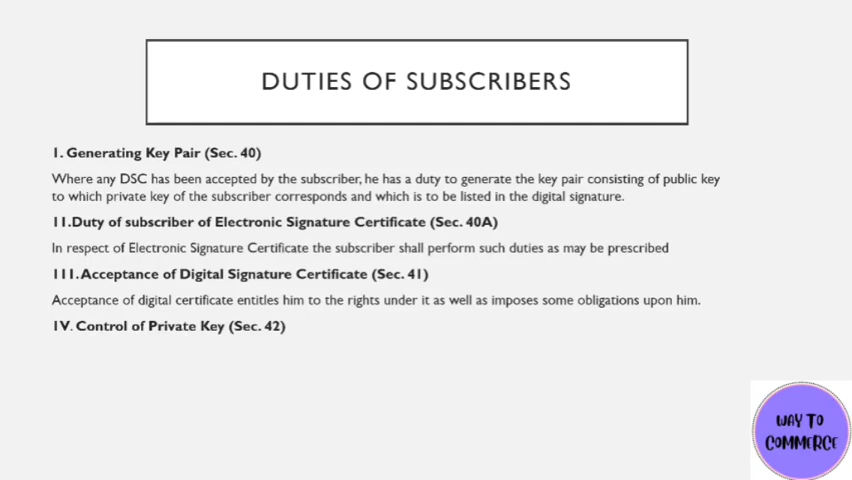 DUTIES OF SUBSCRIBERS
1. Generating Key Pair (Sec. 40)
Where any DSC has been accepted by the subscriber, he has a duty to generate the key pair consisting of public key
to which private key of the subscriber corresponds and which is to be listed in the digital signature.
11.Duty of subscriber of Electronic Signature Certificate (Sec. 40A)
In respect of Electronic Signature Certificate the subscriber shall perform such duties as may be prescribed
111.Acceptance of Digital Signature Certificate (Sec. 41)
Acceptance of digital certificate entitles him to the rights under it as well as imposes some obligations upon him.
1V. Control of Private Key (Sec. 42)
WAY TO
COMMERCE